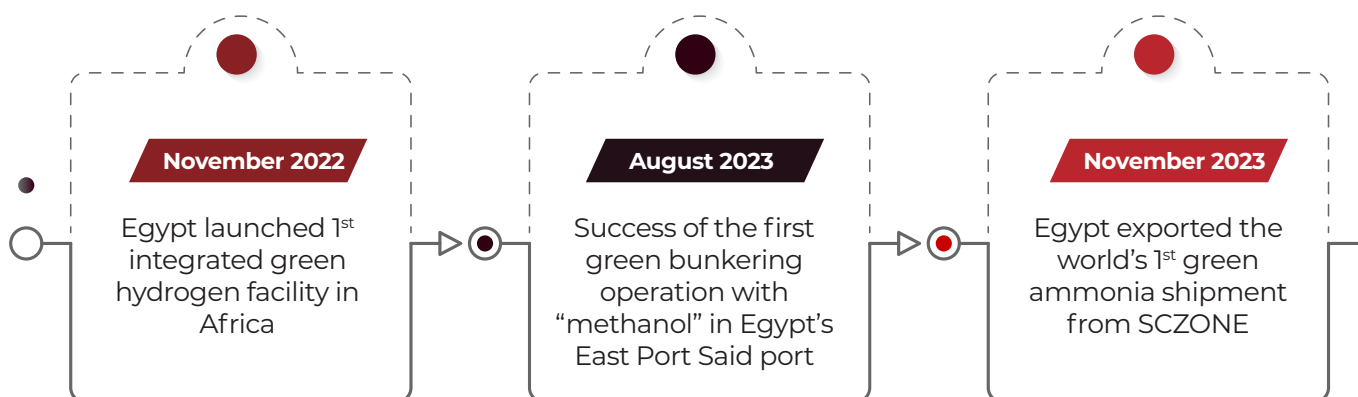 November 2022
Egypt launched 1st
integrated green
hydrogen facility in
Africa
August 2023
Success of the first
green bunkering
operation with
“methanol” in Egypt’s
East Port Said port
November 2023
Egypt exported the
world’s 1st green
ammonia shipment
from SCZONE